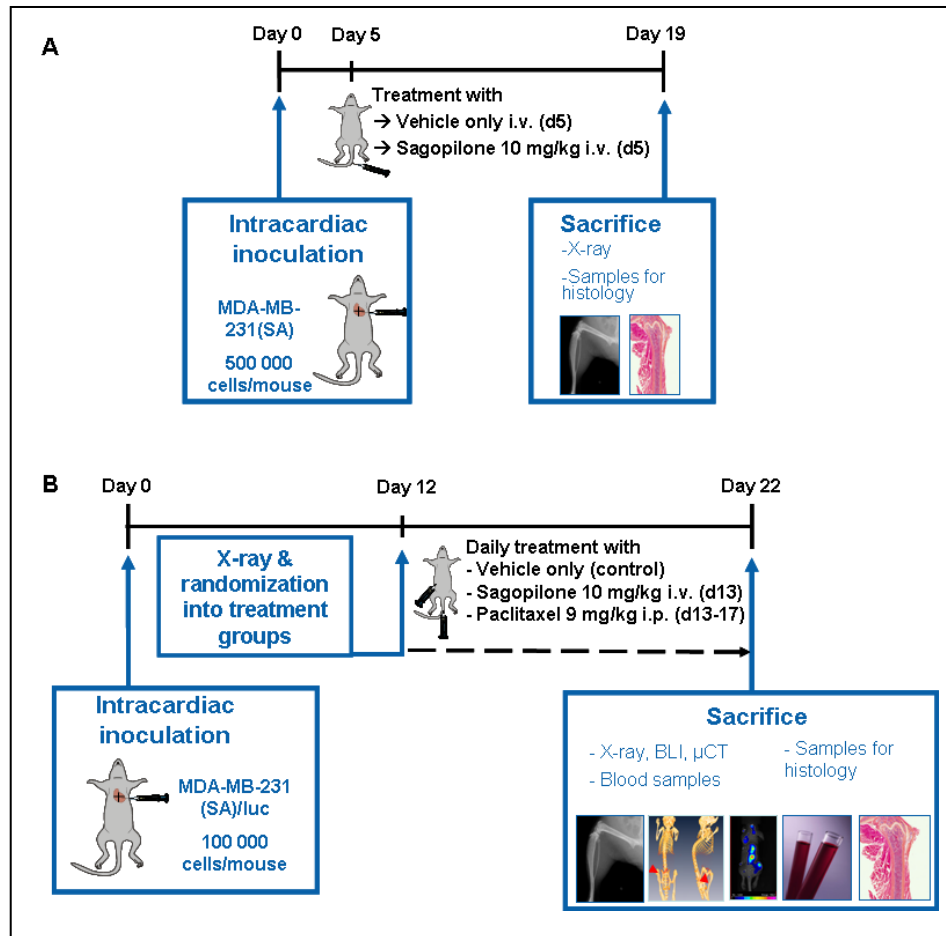 A
Day 0
Day 5
Day 19
Treatment with
→ Vehicle only i.v. (d5)
→ Sagopilone 10 mg/kg i.v. (d5)
Intracardiac
inoculation
MDA-MB-
231(SA)
500 000
cells/mouse
Sacrifice
-X-ray
-Samples for
histology
B
Day 0
Day 12
Day 22
X-ray &
randomization
into treatment
groups
Daily treatment with
- Vehicle only (control)
- Sagopilone 10 mg/kg i.v. (d13)
- Paclitaxel 9 mg/kg i.p. (d13-17)
Intracardiac
inoculation
MDA-MB-231
(SA)/luc
100 000
cells/mouse
Sacrifice
- X-ray, BLI, µCT
- Blood samples
- Samples for
histology